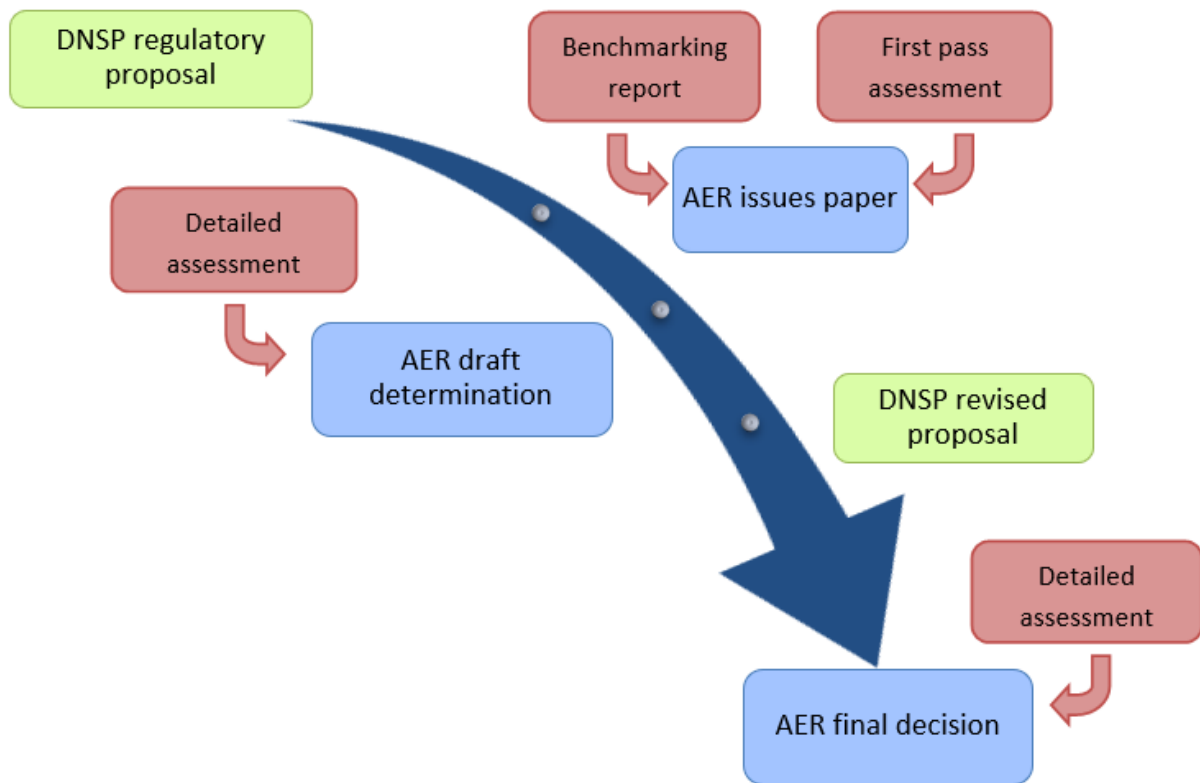 DNSP regulatory
proposal
Benchmarking
report
First pass
assessment
AER issues paper
Detailed
assessment
AER draft
determination
DNSP revised
proposal
Detailed
assessment
AER final decision